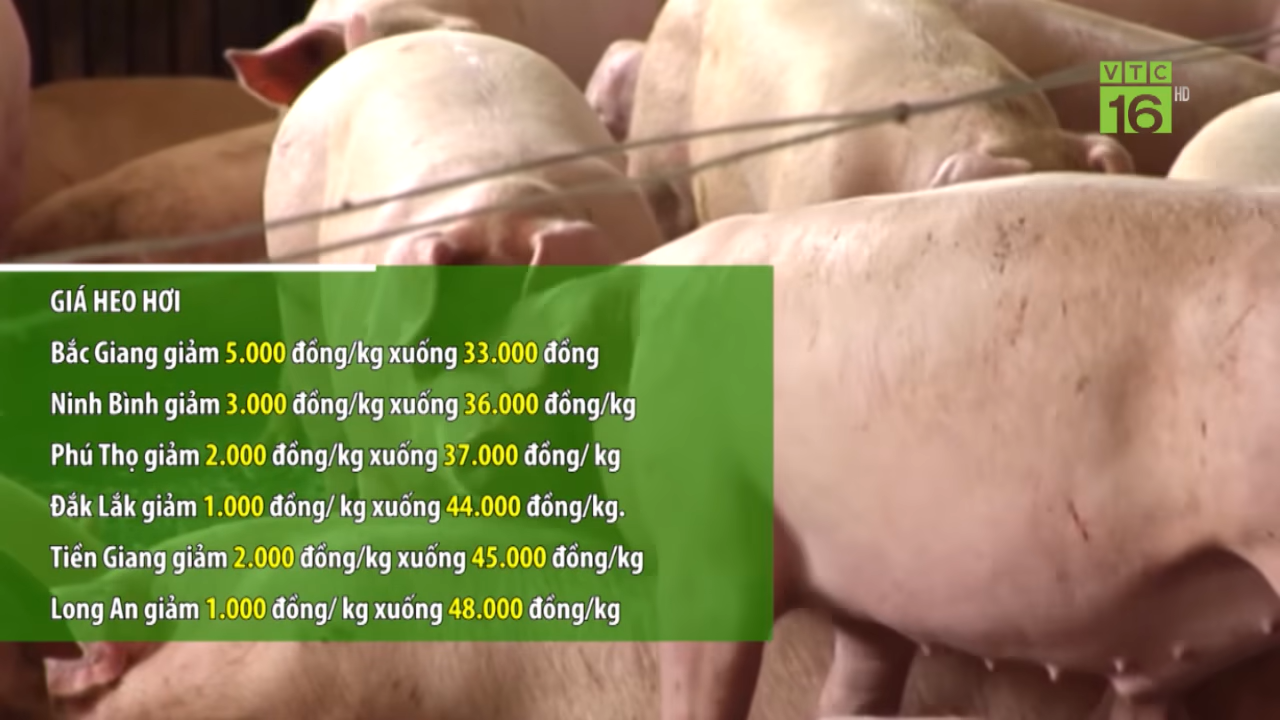 VTC
16 HD
GIÁ HEO HƠI
Bắc Giang giảm 5.000 đồng/kg xuống 33.000 đồng
Ninh Bình giảm 3.000 đồng/kg xuống 36.000 đồng/kg
Phú Thọ giảm 2.000 đồng/kg xuống 37.000 đồng/ kg
Đắk Lắk giảm 1.000 đồng/ kg xuống 44.000 đồng/kg.
Tiền Giang giảm 2.000 đồng/kg xuống 45.000 đồng/kg
Long An giảm 1.000 đồng/ kg xuống 48.000 đồng/kg